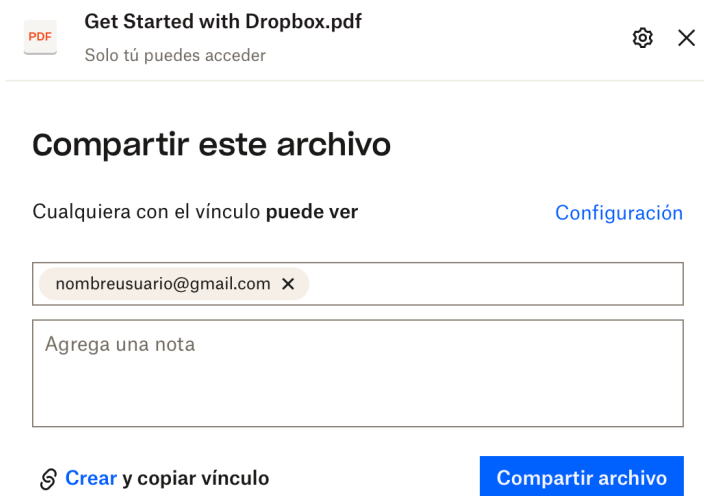 PDF
Get Started with Dropbox.pdf
Solo tú puedes acceder
Compartir este archivo
Cualquiera con el vínculo puede ver
Configuración
nombreusuario@gmail.com
Agrega una nota
Crear y copiar vínculo
Compartir archivo